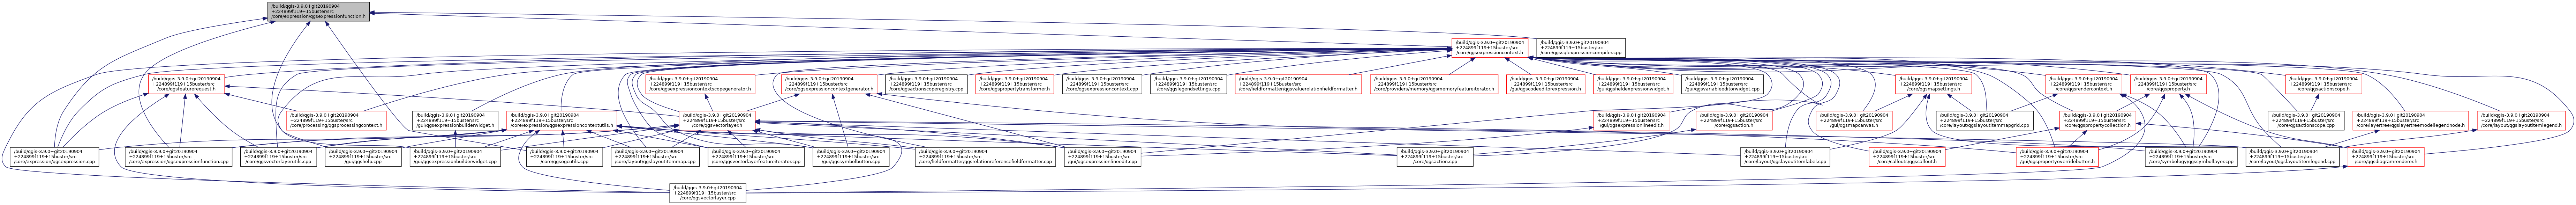 /build/qgis-3.9.0+git20190904
+224899f119+15buster/src
/core/expression/qgsexpressionfunction.h
/build/qgis-3.9.0+git20190904
+224899f119+15buster/src
/core/qgsexpressioncontext.h
/build/qgis-3.9.0+git20190904
+224899f119+15buster/src
/core/qgssqlexpressioncompiler.cpp
/build/qgis-3.9.0+git20190904
+224899f119+15buster/src
/core/qgsfeaturerequest.h
/build/qgis-3.9.0+git20190904
+224899f119+15buster/src
/core/qgsexpressioncontextscopegenerator.h
/build/qgis-3.9.0+git20190904
+224899f119+15buster/src
/core/qgsexpressioncontextgenerator.h
/build/qgis-3.9.0+git20190904
+224899f119+15buster/src
/core/qgsactionscoperegistry.cpp
/build/qgis-3.9.0+git20190904
+224899f119+15buster/src
/core/qgspropertytransformer.h
/build/qgis-3.9.0+git20190904
+224899f119+15buster/src
/core/qgsexpressioncontext.cpp
/build/qgis-3.9.0+git20190904
+224899f119+15buster/src
/core/qgslegendsettings.cpp
/build/qgis-3.9.0+git20190904
+224899f119+15buster/src
/core/fieldformatter/qgsvaluerelationfieldformatter.h
/build/qgis-3.9.0+git20190904
+224899f119+15buster/src
/core/providers/memory/qgsmemoryfeatureiterator.h
/build/qgis-3.9.0+git20190904
+224899f119+15buster/src
/gui/qgscodeeditorexpression.h
/build/qgis-3.9.0+git20190904
+224899f119+15buster/src
/gui/qgsfieldexpressionwidget.h
/build/qgis-3.9.0+git20190904
+224899f119+15buster/src
/gui/qgsvariableeditorwidget.cpp
/build/qgis-3.9.0+git20190904
+224899f119+15buster/src
/core/qgsmapsettings.h
/build/qgis-3.9.0+git20190904
+224899f119+15buster/src
/core/qgsrendercontext.h
/build/qgis-3.9.0+git20190904
+224899f119+15buster/src
/core/qgsproperty.h
/build/qgis-3.9.0+git20190904
+224899f119+15buster/src
/core/qgsactionscope.h
/build/qgis-3.9.0+git20190904
+224899f119+15buster/src
/core/processing/qgsprocessingcontext.h
/build/qgis-3.9.0+git20190904
+224899f119+15buster/src
/gui/qgsexpressionbuilderwidget.h
/build/qgis-3.9.0+git20190904
+224899f119+15buster/src
/core/expression/qgsexpressioncontextutils.h
/build/qgis-3.9.0+git20190904
+224899f119+15buster/src
/core/qgsvectorlayer.h
/build/qgis-3.9.0+git20190904
+224899f119+15buster/src
/gui/qgsexpressionlineedit.h
/build/qgis-3.9.0+git20190904
+224899f119+15buster/src
/core/qgsaction.h
/build/qgis-3.9.0+git20190904
+224899f119+15buster/src
/gui/qgsmapcanvas.h
/build/qgis-3.9.0+git20190904
+224899f119+15buster/src
/core/layout/qgslayoutitemmapgrid.cpp
/build/qgis-3.9.0+git20190904
+224899f119+15buster/src
/core/qgspropertycollection.h
/build/qgis-3.9.0+git20190904
+224899f119+15buster/src
/core/qgsactionscope.cpp
/build/qgis-3.9.0+git20190904
+224899f119+15buster/src
/core/layertree/qgslayertreemodellegendnode.h
/build/qgis-3.9.0+git20190904
+224899f119+15buster/src
/core/layout/qgslayoutitemlegend.h
/build/qgis-3.9.0+git20190904
+224899f119+15buster/src
/core/expression/qgsexpression.cpp
/build/qgis-3.9.0+git20190904
+224899f119+15buster/src
/core/expression/qgsexpressionfunction.cpp
/build/qgis-3.9.0+git20190904
+224899f119+15buster/src
/core/qgsvectorlayerutils.cpp
/build/qgis-3.9.0+git20190904
+224899f119+15buster/src
/gui/qgshelp.cpp
/build/qgis-3.9.0+git20190904
+224899f119+15buster/src
/gui/qgsexpressionbuilderwidget.cpp
/build/qgis-3.9.0+git20190904
+224899f119+15buster/src
/core/qgsogcutils.cpp
/build/qgis-3.9.0+git20190904
+224899f119+15buster/src
/core/layout/qgslayoutitemmap.cpp
/build/qgis-3.9.0+git20190904
+224899f119+15buster/src
/core/qgsvectorlayerfeatureiterator.cpp
/build/qgis-3.9.0+git20190904
+224899f119+15buster/src
/gui/qgssymbolbutton.cpp
/build/qgis-3.9.0+git20190904
+224899f119+15buster/src
/core/fieldformatter/qgsrelationreferencefieldformatter.cpp
/build/qgis-3.9.0+git20190904
+224899f119+15buster/src
/gui/qgsexpressionlineedit.cpp
/build/qgis-3.9.0+git20190904
+224899f119+15buster/src
/core/qgsaction.cpp
/build/qgis-3.9.0+git20190904
+224899f119+15buster/src
/core/layout/qgslayoutitemlabel.cpp
/build/qgis-3.9.0+git20190904
+224899f119+15buster/src
/core/callouts/qgscallout.h
/build/qgis-3.9.0+git20190904
+224899f119+15buster/src
/gui/qgspropertyoverridebutton.h
/build/qgis-3.9.0+git20190904
+224899f119+15buster/src
/core/symbology/qgssymbollayer.cpp
/build/qgis-3.9.0+git20190904
+224899f119+15buster/src
/core/layout/qgslayoutitemlegend.cpp
/build/qgis-3.9.0+git20190904
+224899f119+15buster/src
/core/qgsdiagramrenderer.h
/build/qgis-3.9.0+git20190904
+224899f119+15buster/src
/core/qgsvectorlayer.cpp